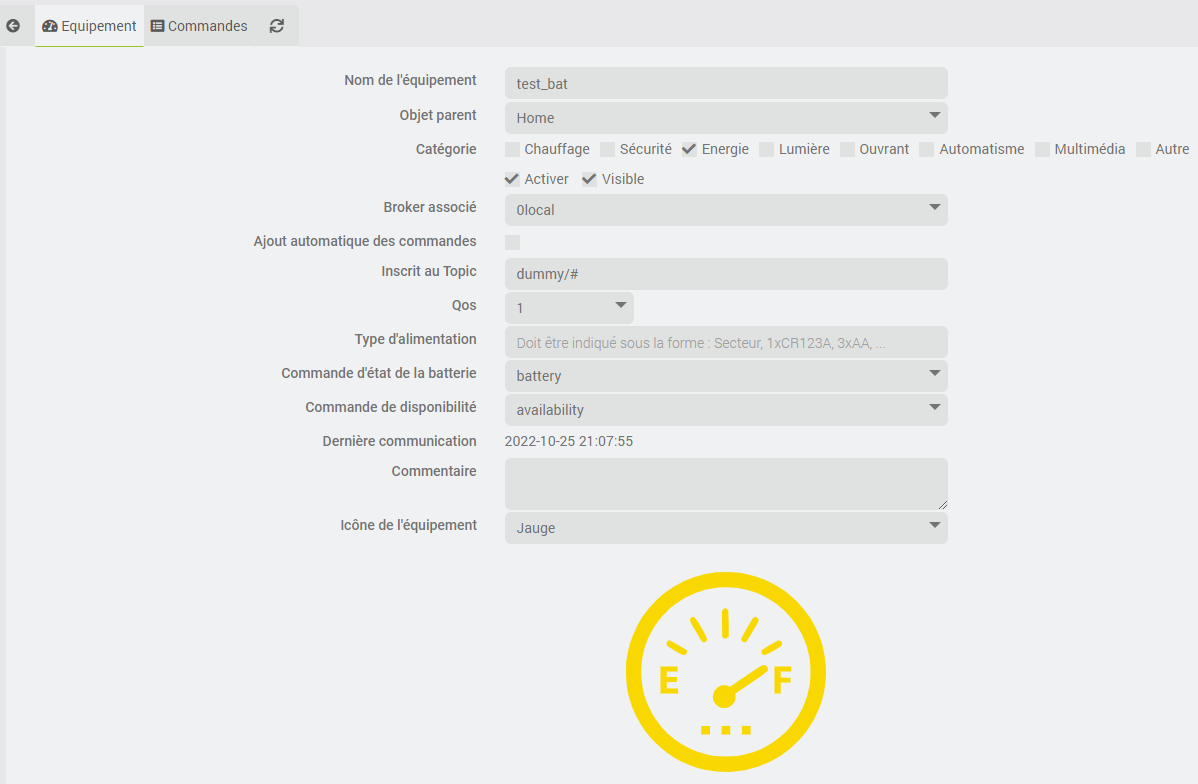 Equipement Commandes
Nom de l'équipement test_bat
Objet parent Home
Catégorie Chauffage Sécurité Energie Lumière Ouvrant Automatisme Multimédia Autre
Activer Visible
Broker associé 0local
Ajout automatique des commandes
Inscrit au Topic dummy/#
Qos 1
Type d'alimentation Doit être indiqué sous la forme : Secteur, 1xCR123A, 3xAA, ...
Commande d'état de la batterie battery
Commande de disponibilité availability
Dernière communication 2022-10-25 21:07:55
Commentaire
Icône de l'équipement Jauge
E F